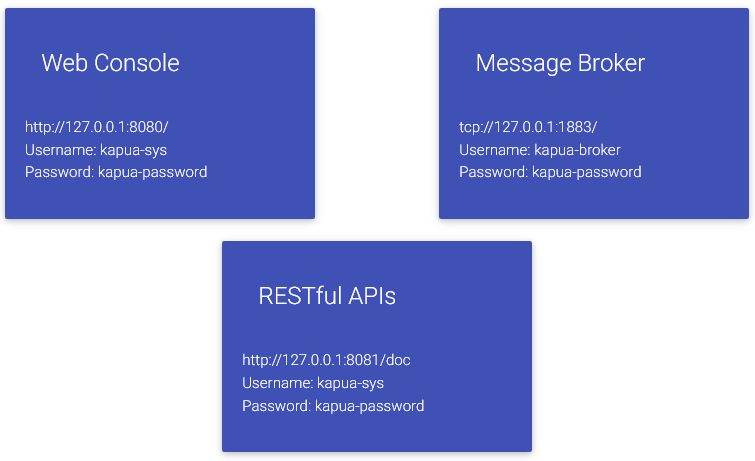 Web Console
http://127.0.0.1:8080/
Username: kapua-sys
Password: kapua-password
Message Broker
tcp://127.0.0.1:1883/
Username: kapua-broker
Password: kapua-password
RESTful APIs
http://127.0.0.1:8081/doc
Username: kapua-sys
Password: kapua-password